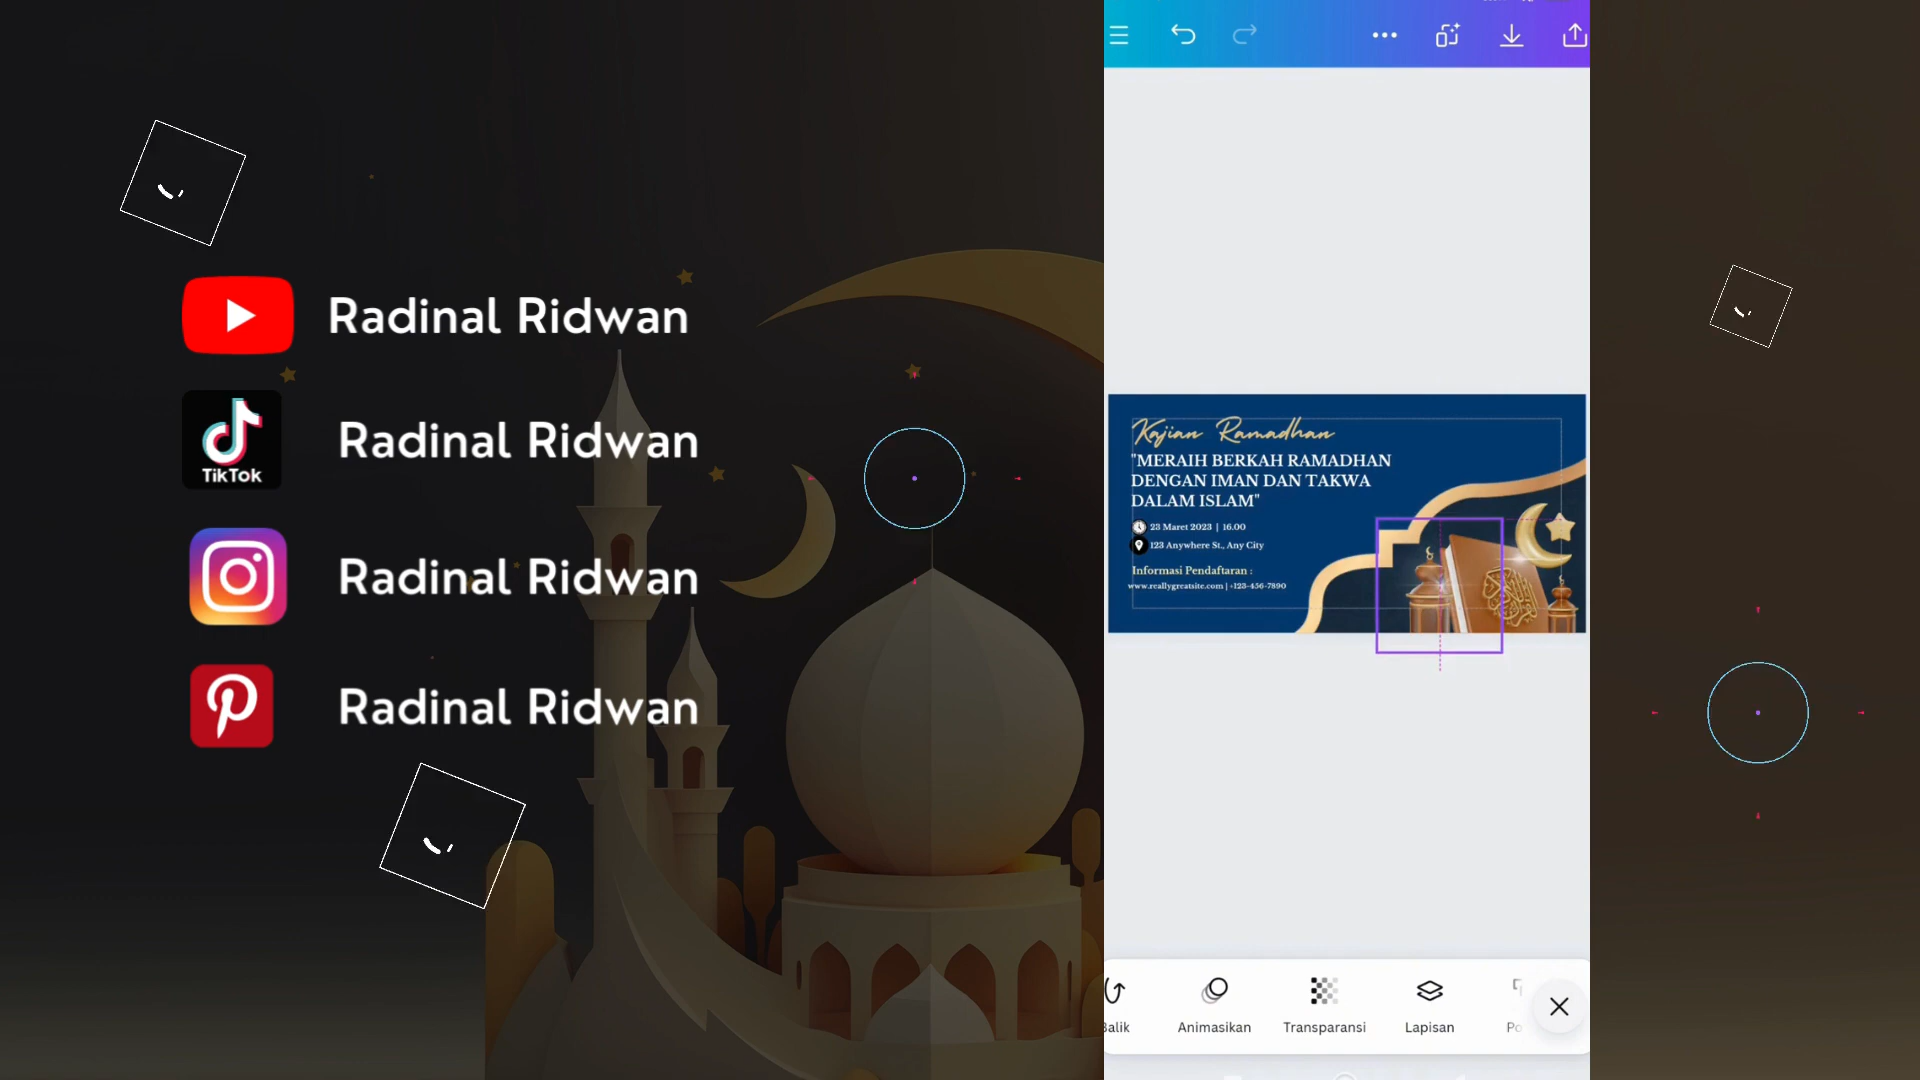 Radinal Ridwan
TikTok
Radinal Ridwan
Radinal Ridwan
Radinal Ridwan
Kajian Ramadhan
"MERAIH BERKAH RAMADHAN
DENGAN IMAN DAN TAKWA
DALAM ISLAM"
23 Maret 2023 | 16.00
123 Anywhere St., Any City
Informasi Pendaftaran :
www.reallygreatsite.com | +123-456-7890
Balik
Animasikan
Transparansi
Lapisan
Po